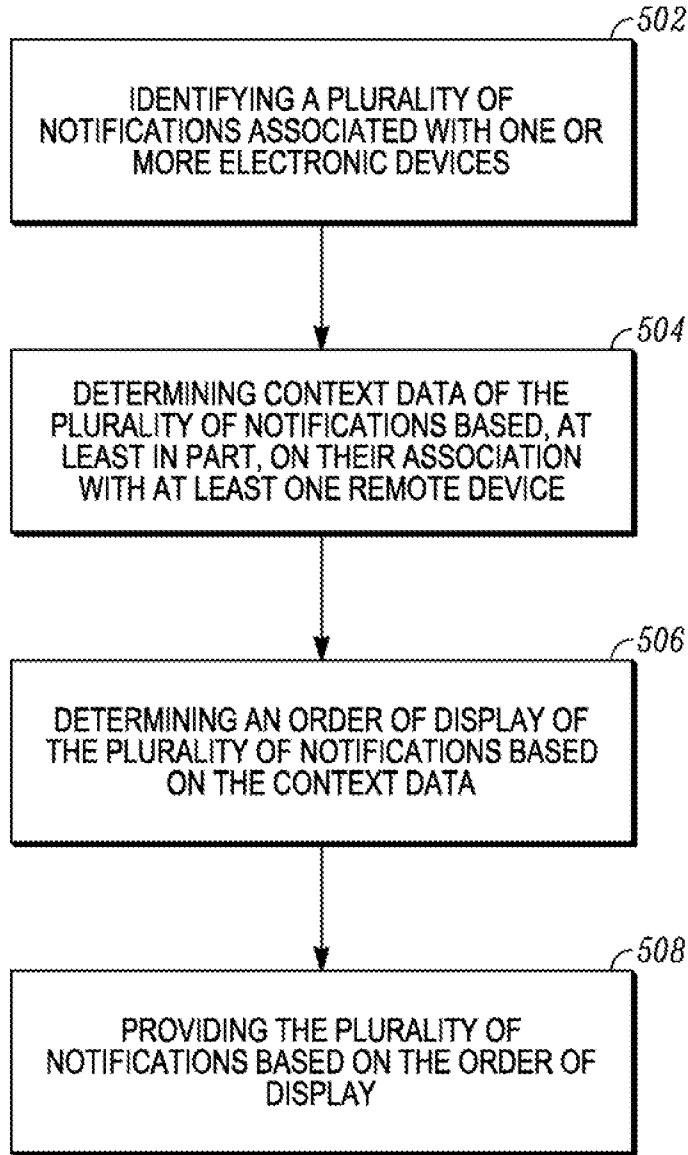 502
IDENTIFYING A PLURALITY OF
NOTIFICATIONS ASSOCIATED WITH ONE OR
MORE ELECTRONIC DEVICES
504
DETERMINING CONTEXT DATA OF THE
PLURALITY OF NOTIFICATIONS BASED, AT
LEAST IN PART, ON THEIR ASSOCIATION
WITH AT LEAST ONE REMOTE DEVICE
506
DETERMINING AN ORDER OF DISPLAY OF
THE PLURALITY OF NOTIFICATIONS BASED
ON THE CONTEXT DATA
508
PROVIDING THE PLURALITY OF
NOTIFICATIONS BASED ON THE ORDER OF
DISPLAY